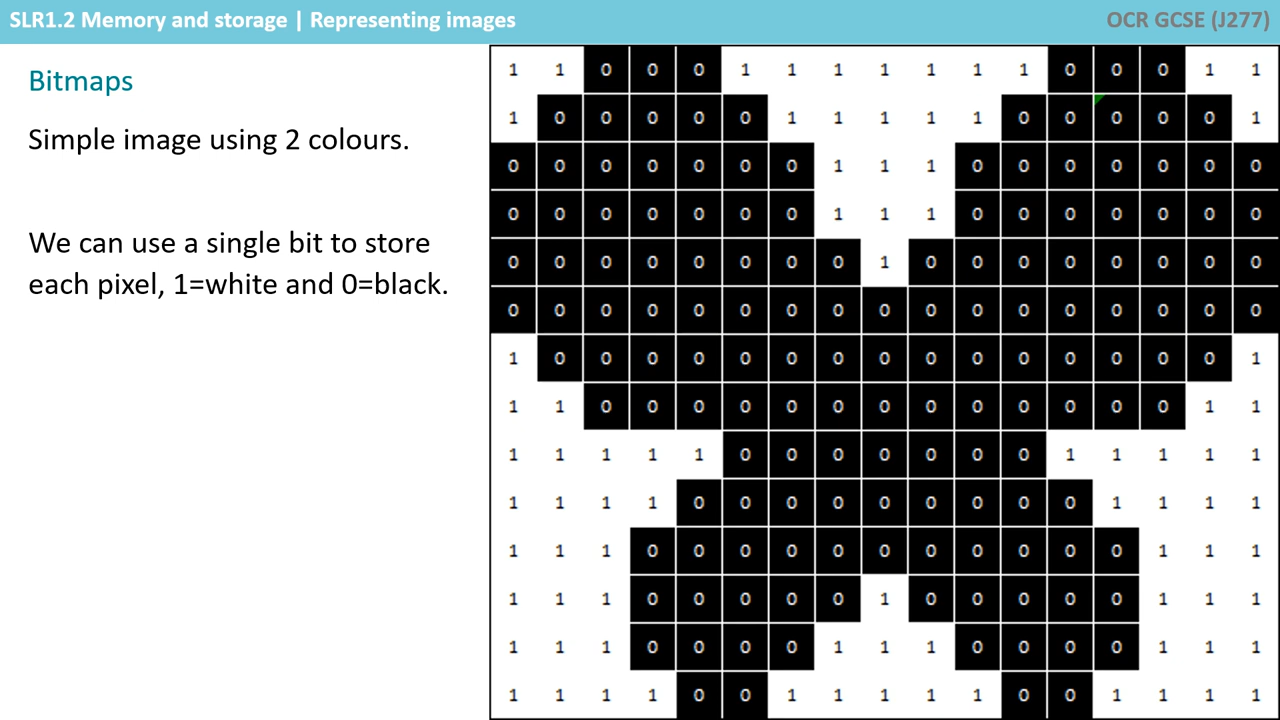 SLR1.2 Memory and storage | Representing images
OCR GCSE (J277)
Bitmaps
Simple image using 2 colours.
We can use a single bit to store
each pixel, 1=white and 0=black.
1 1 0 0 0 1 1 1 1 1 1 1 0 0 0 1 1
1 0 0 0 0 0 1 1 1 1 1 0 0 0 0 0 1
0 0 0 0 0 0 0 1 1 1 0 0 0 0 0 0 0
0 0 0 0 0 0 0 1 1 1 0 0 0 0 0 0 0
0 0 0 0 0 0 0 0 1 0 0 0 0 0 0 0 0
0 0 0 0 0 0 0 0 0 0 0 0 0 0 0 0 0
1 0 0 0 0 0 0 0 0 0 0 0 0 0 0 0 1
1 1 0 0 0 0 0 0 0 0 0 0 0 0 0 1 1
1 1 1 1 1 0 0 0 0 0 0 0 1 1 1 1 1
1 1 1 1 0 0 0 0 0 0 0 0 0 1 1 1 1
1 1 1 0 0 0 0 0 0 0 0 0 0 0 1 1 1
1 1 1 0 0 0 0 0 1 0 0 0 0 0 1 1 1
1 1 1 0 0 0 0 1 1 1 0 0 0 0 1 1 1
1 1 1 1 0 0 1 1 1 1 1 0 0 1 1 1 1